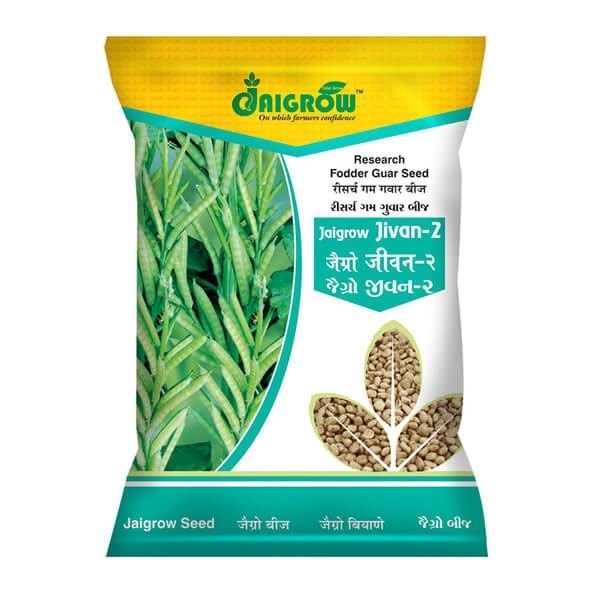 JAIGROW™
On which farmers confidence
Research
Fodder Guar Seed
रीसर्च गम गवार बीज
રીસર્ચ ગમ ગુવાર બીજ
Jaigrow Jivan-2
जैग्रो जीवन-२
જૈગ્રો જીવન-૨
Jaigrow Seed जैग्रो बीज जैग्रो बियाणे જૈગ્રો બીજ